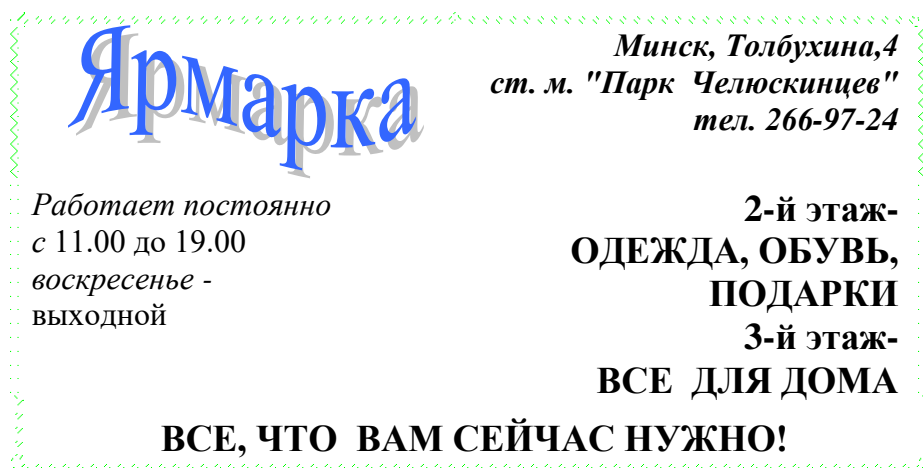 Ярмарка
Минск, Толбухина,4
ст. м. "Парк Челюскинцев"
тел. 266-97-24
Работает постоянно
с 11.00 до 19.00
воскресенье -
выходной
2-й этаж-
ОДЕЖДА, ОБУВЬ,
ПОДАРКИ
3-й этаж-
ВСЕ ДЛЯ ДОМА
ВСЕ, ЧТО ВАМ СЕЙЧАС НУЖНО!